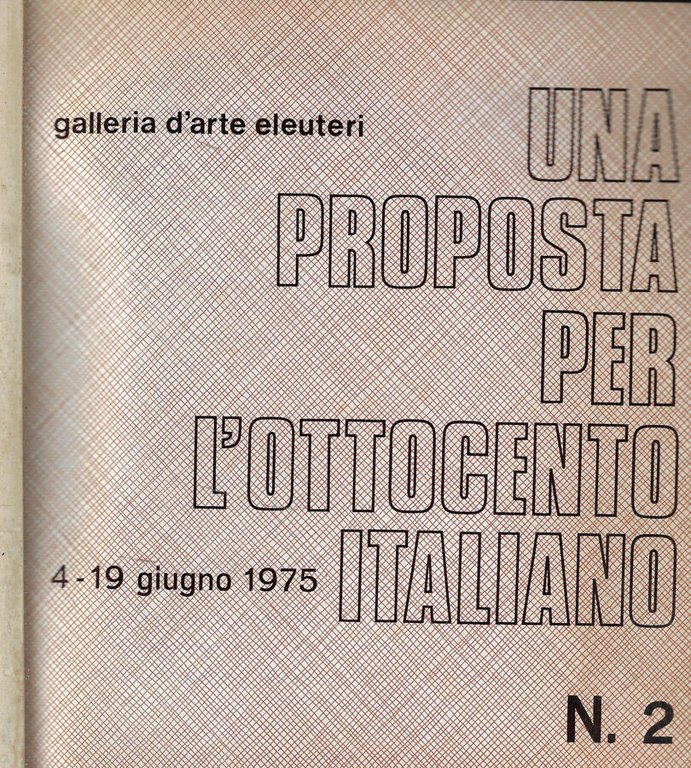 galleria d'arte eleuteri
UNA
PROPOSTA
PER
L'OTTOCENTO
ITALIANO
4-19 giugno 1975
N. 2